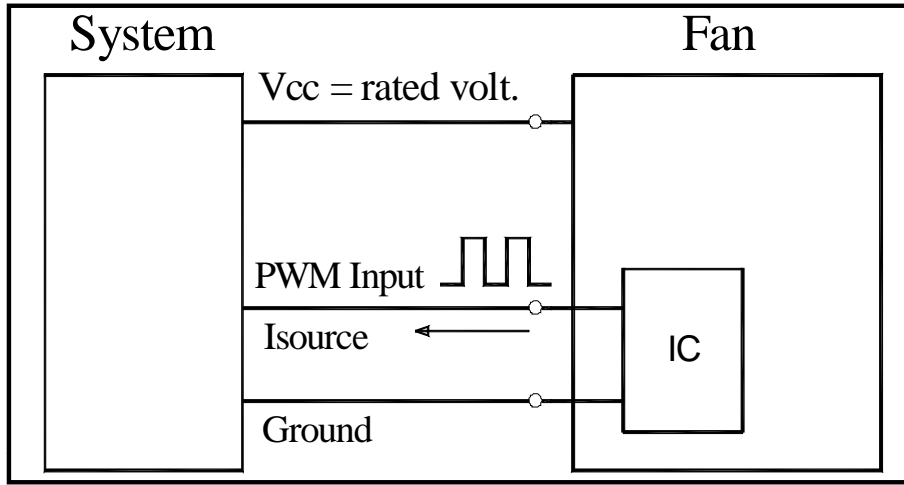 System
Fan
Vcc = rated volt.
PWM Input
Isource
IC
Ground